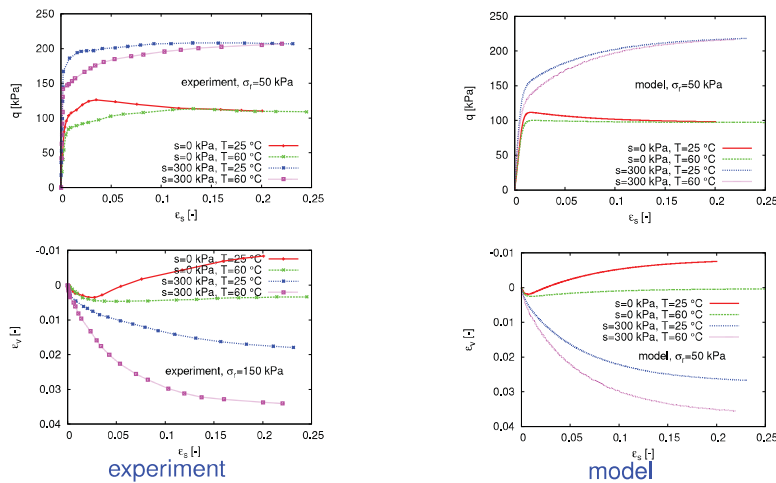 250
200
150
100
50
0
q [kPa]
experiment, σr=50 kPa
s=0 kPa, T=25 °C
s=0 kPa, T=60 °C
s=300 kPa, T=25 °C
s=300 kPa, T=60 °C
0 0.05 0.1 0.15 0.2 0.25
εs [-]
250
200
150
100
50
0
q [kPa]
model, σr=50 kPa
s=0 kPa, T=25 °C
s=0 kPa, T=60 °C
s=300 kPa, T=25 °C
s=300 kPa, T=60 °C
0 0.05 0.1 0.15 0.2 0.25
εs [-]
-0.01
0
0.01
0.02
0.03
0.04
εv [-]
s=0 kPa, T=25 °C
s=0 kPa, T=60 °C
s=300 kPa, T=25 °C
s=300 kPa, T=60 °C
experiment, σr=150 kPa
0 0.05 0.1 0.15 0.2 0.25
εs [-]
experiment
-0.01
0
0.01
0.02
0.03
0.04
εv [-]
s=0 kPa, T=25 °C
s=0 kPa, T=60 °C
s=300 kPa, T=25 °C
s=300 kPa, T=60 °C
model, σr=50 kPa
0 0.05 0.1 0.15 0.2 0.25
εs [-]
model